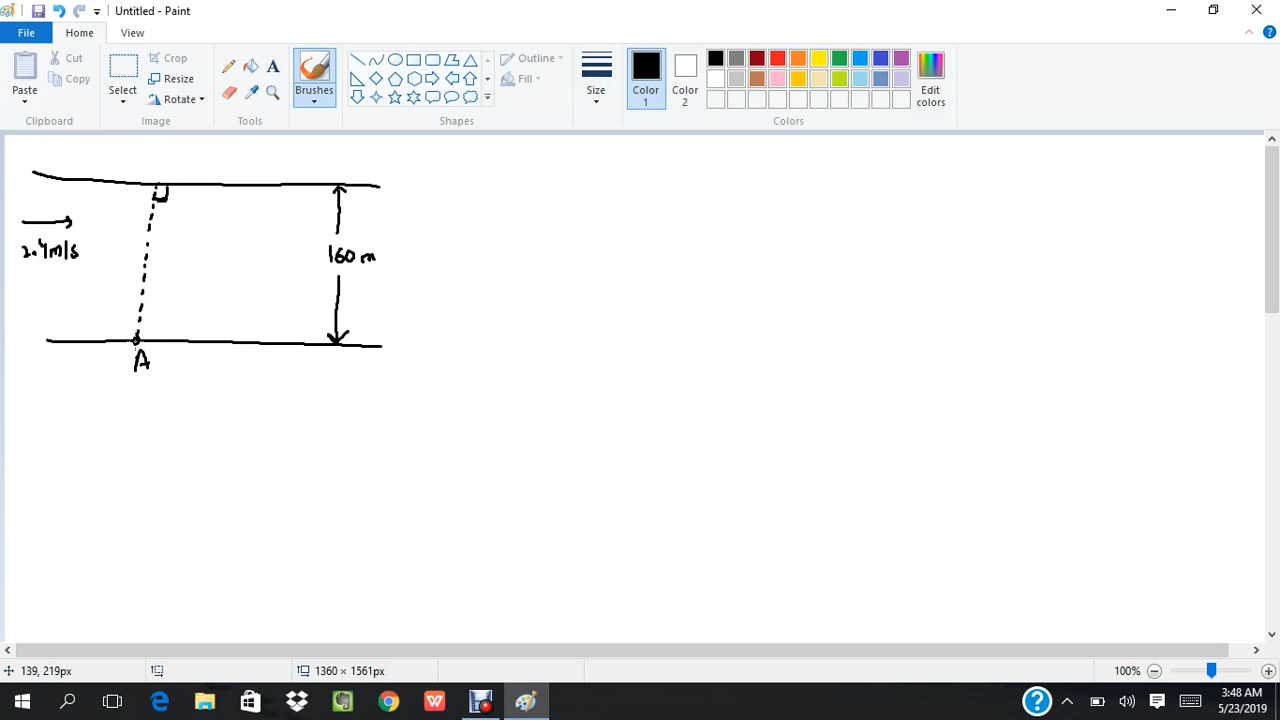 Untitled - Paint
File
Home
View
Paste
Cut
Copy
Clipboard
Select
Crop
Resize
Rotate
Image
Tools
Brushes
Shapes
Outline
Fill
Size
Color 1
Color 2
Edit colors
Colors
2.4m/s
160 m
A
139, 219px
1360 × 1561px
100%
3:48 AM
5/23/2019